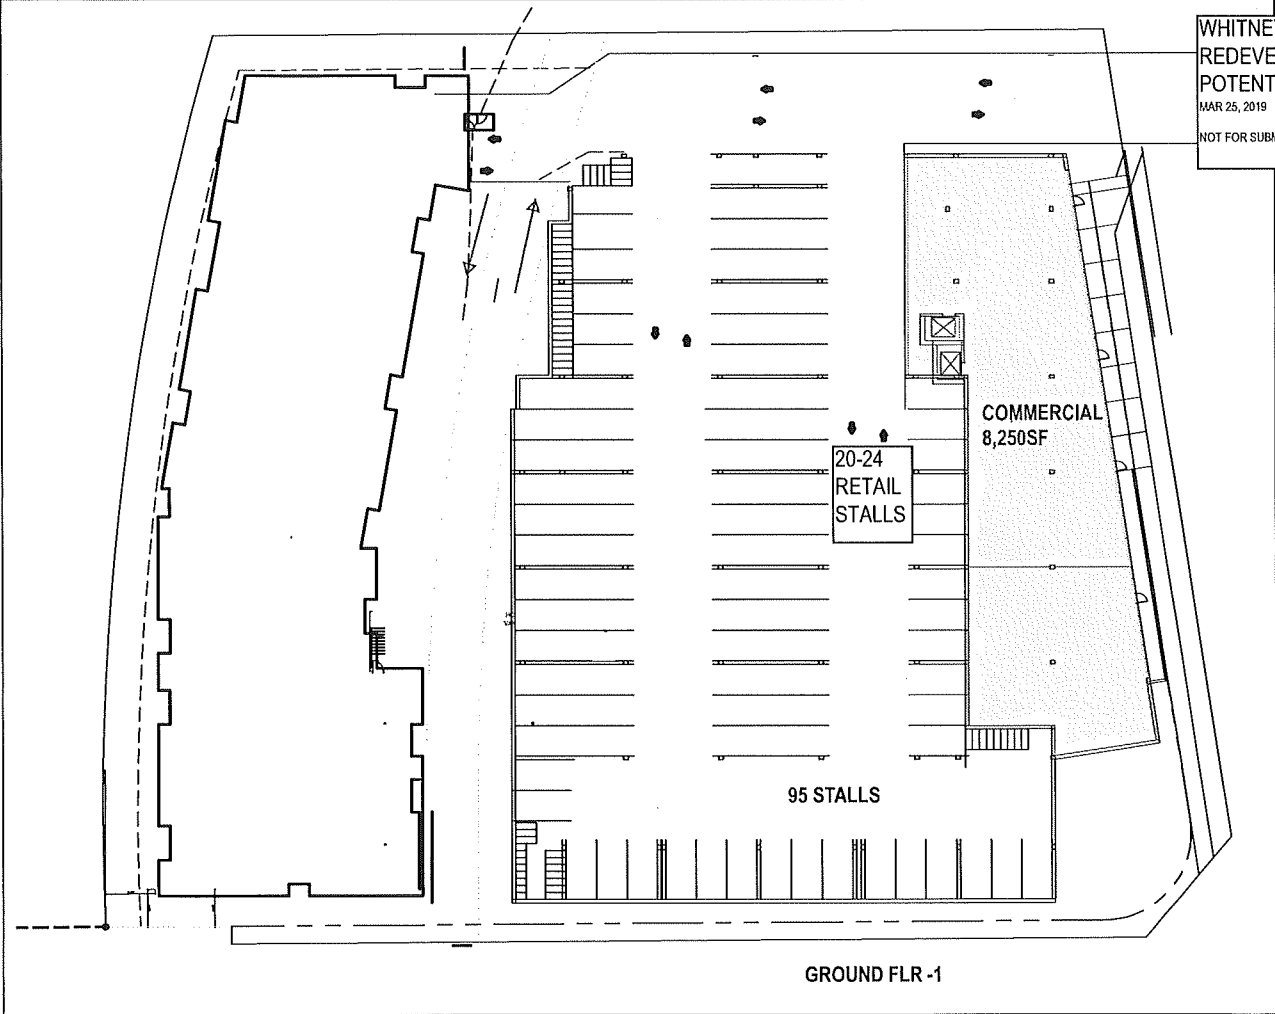 WHITNE
REDEVE
POTENT
MAR 25, 2019
NOT FOR SUBM
COMMERCIAL
8,250SF
20-24
RETAIL
STALLS
95 STALLS
GROUND FLR -1